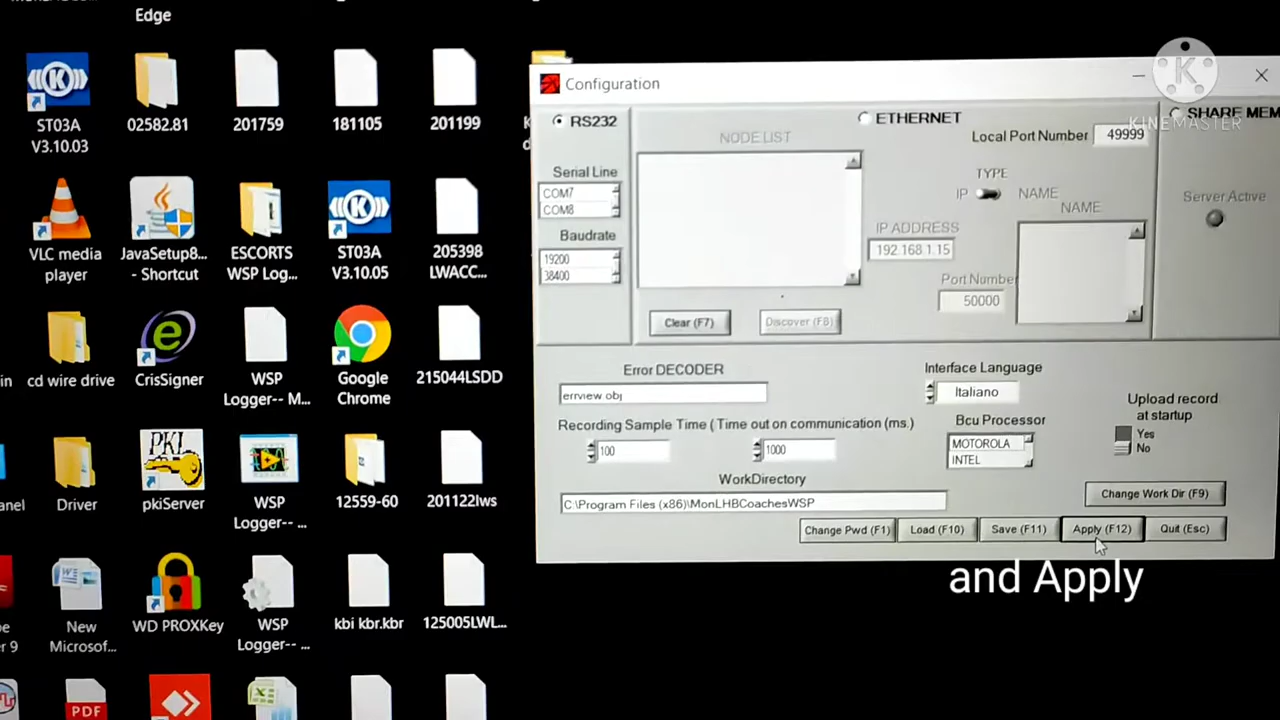 Edge
ST03A
V3.10.03
02582.81
201759
181105
201199
VLC media
player
JavaSetup8...
- Shortcut
ESCORTS
WSP Log...
ST03A
V3.10.05
205398
LWACC...
cd wire drive
CrisSigner
WSP
Logger-- M...
Google
Chrome
215044LSDD
Driver
PKI
pkiServer
WSP
Logger-- ...
12559-60
201122lws
New
Microsof...
WD PROXKey
WSP
Logger-- ...
kbi kbr.kbr
125005LWL...
PDF
Configuration
K
KINEMASTER
RS232
ETHERNET
SHARE MEM
NODE LIST
Local Port Number 49999
Serial Line
COM7
COM8
TYPE
IP NAME
NAME
Server Active
Baudrate
19200
38400
IP ADDRESS
192.168.1.15
Port Number
50000
Clear (F7)
Discover (F8)
Error DECODER
errview.obj
Interface Language
Italiano
Upload record
at startup
Yes
No
Recording Sample Time ( Time out on communication (ms.)
100
1000
Bcu Processor
MOTOROLA
INTEL
WorkDirectory
C:\Program Files (x86)\MonLHBCoachesWSP
Change Work Dir (F9)
Change Pwd (F1)
Load (F10)
Save (F11)
Apply (F12)
Quit (Esc)
and Apply